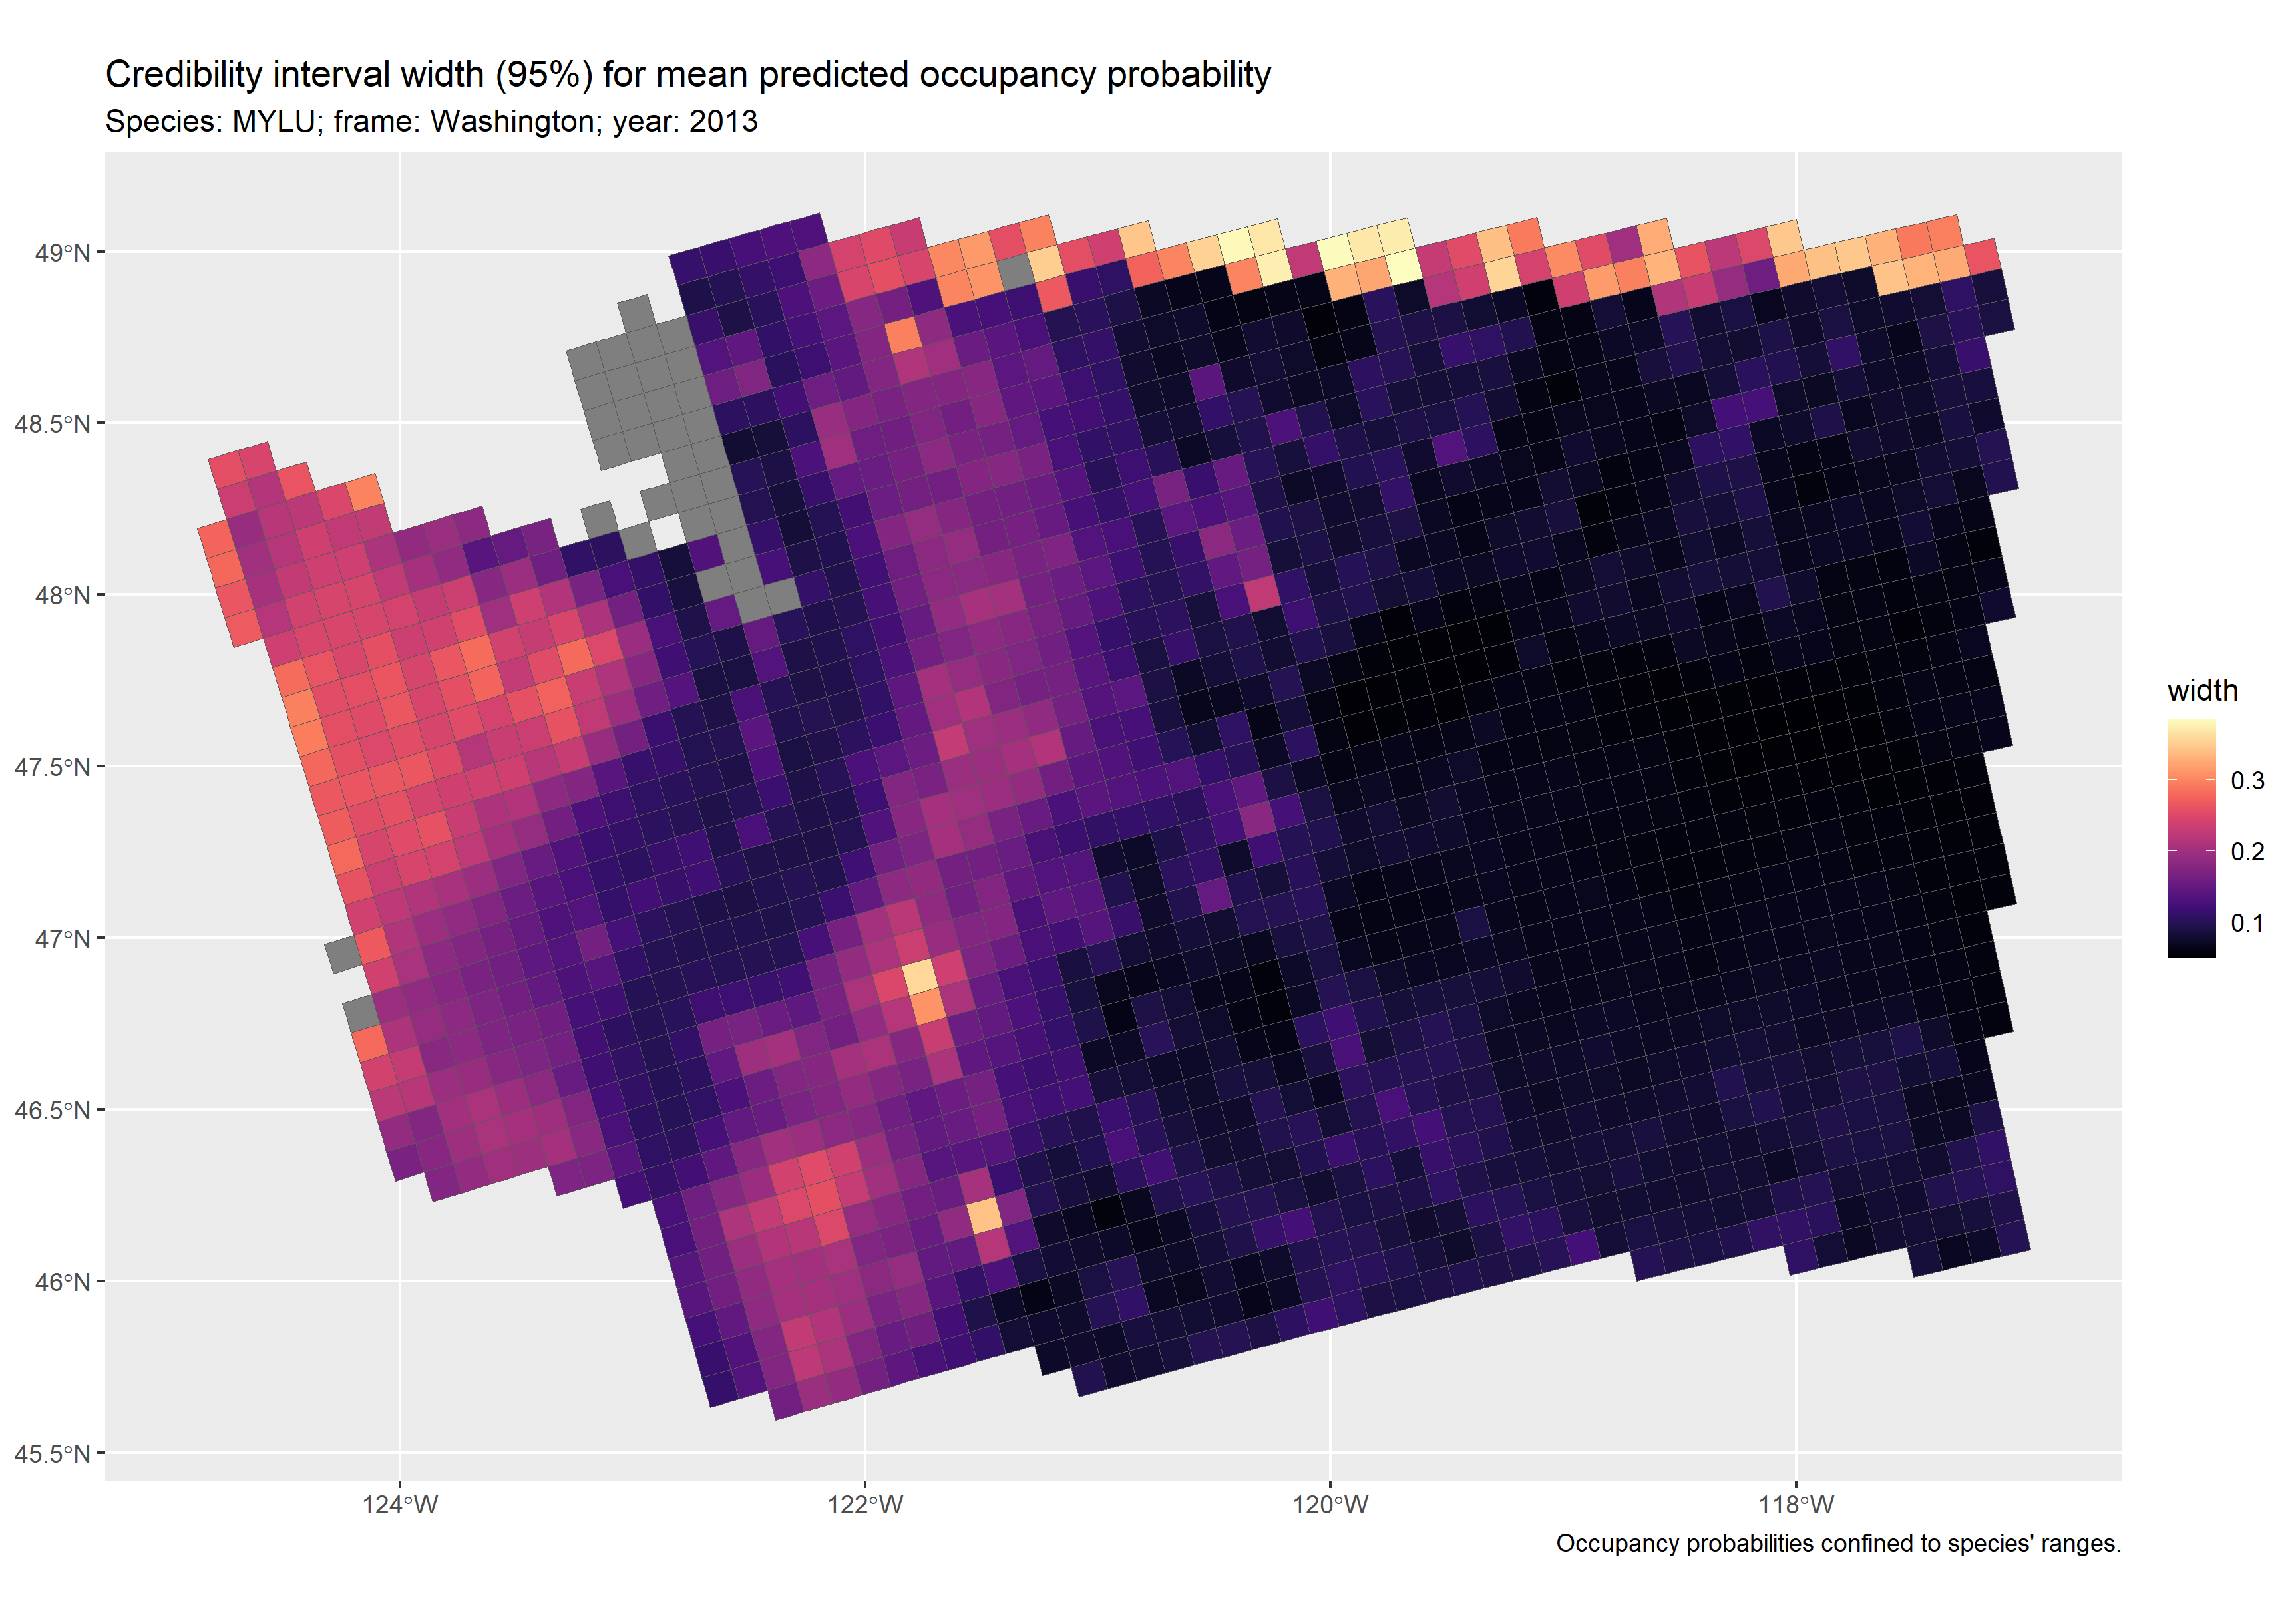 Credibility interval width (95%) for mean predicted occupancy probability
Species: MYLU; frame: Washington; year: 2013
49°N
48.5°N
48°N
47.5°N
47°N
46.5°N
46°N
45.5°N
124°W
122°W
120°W
118°W
width
0.3
0.2
0.1
Occupancy probabilities confined to species' ranges.